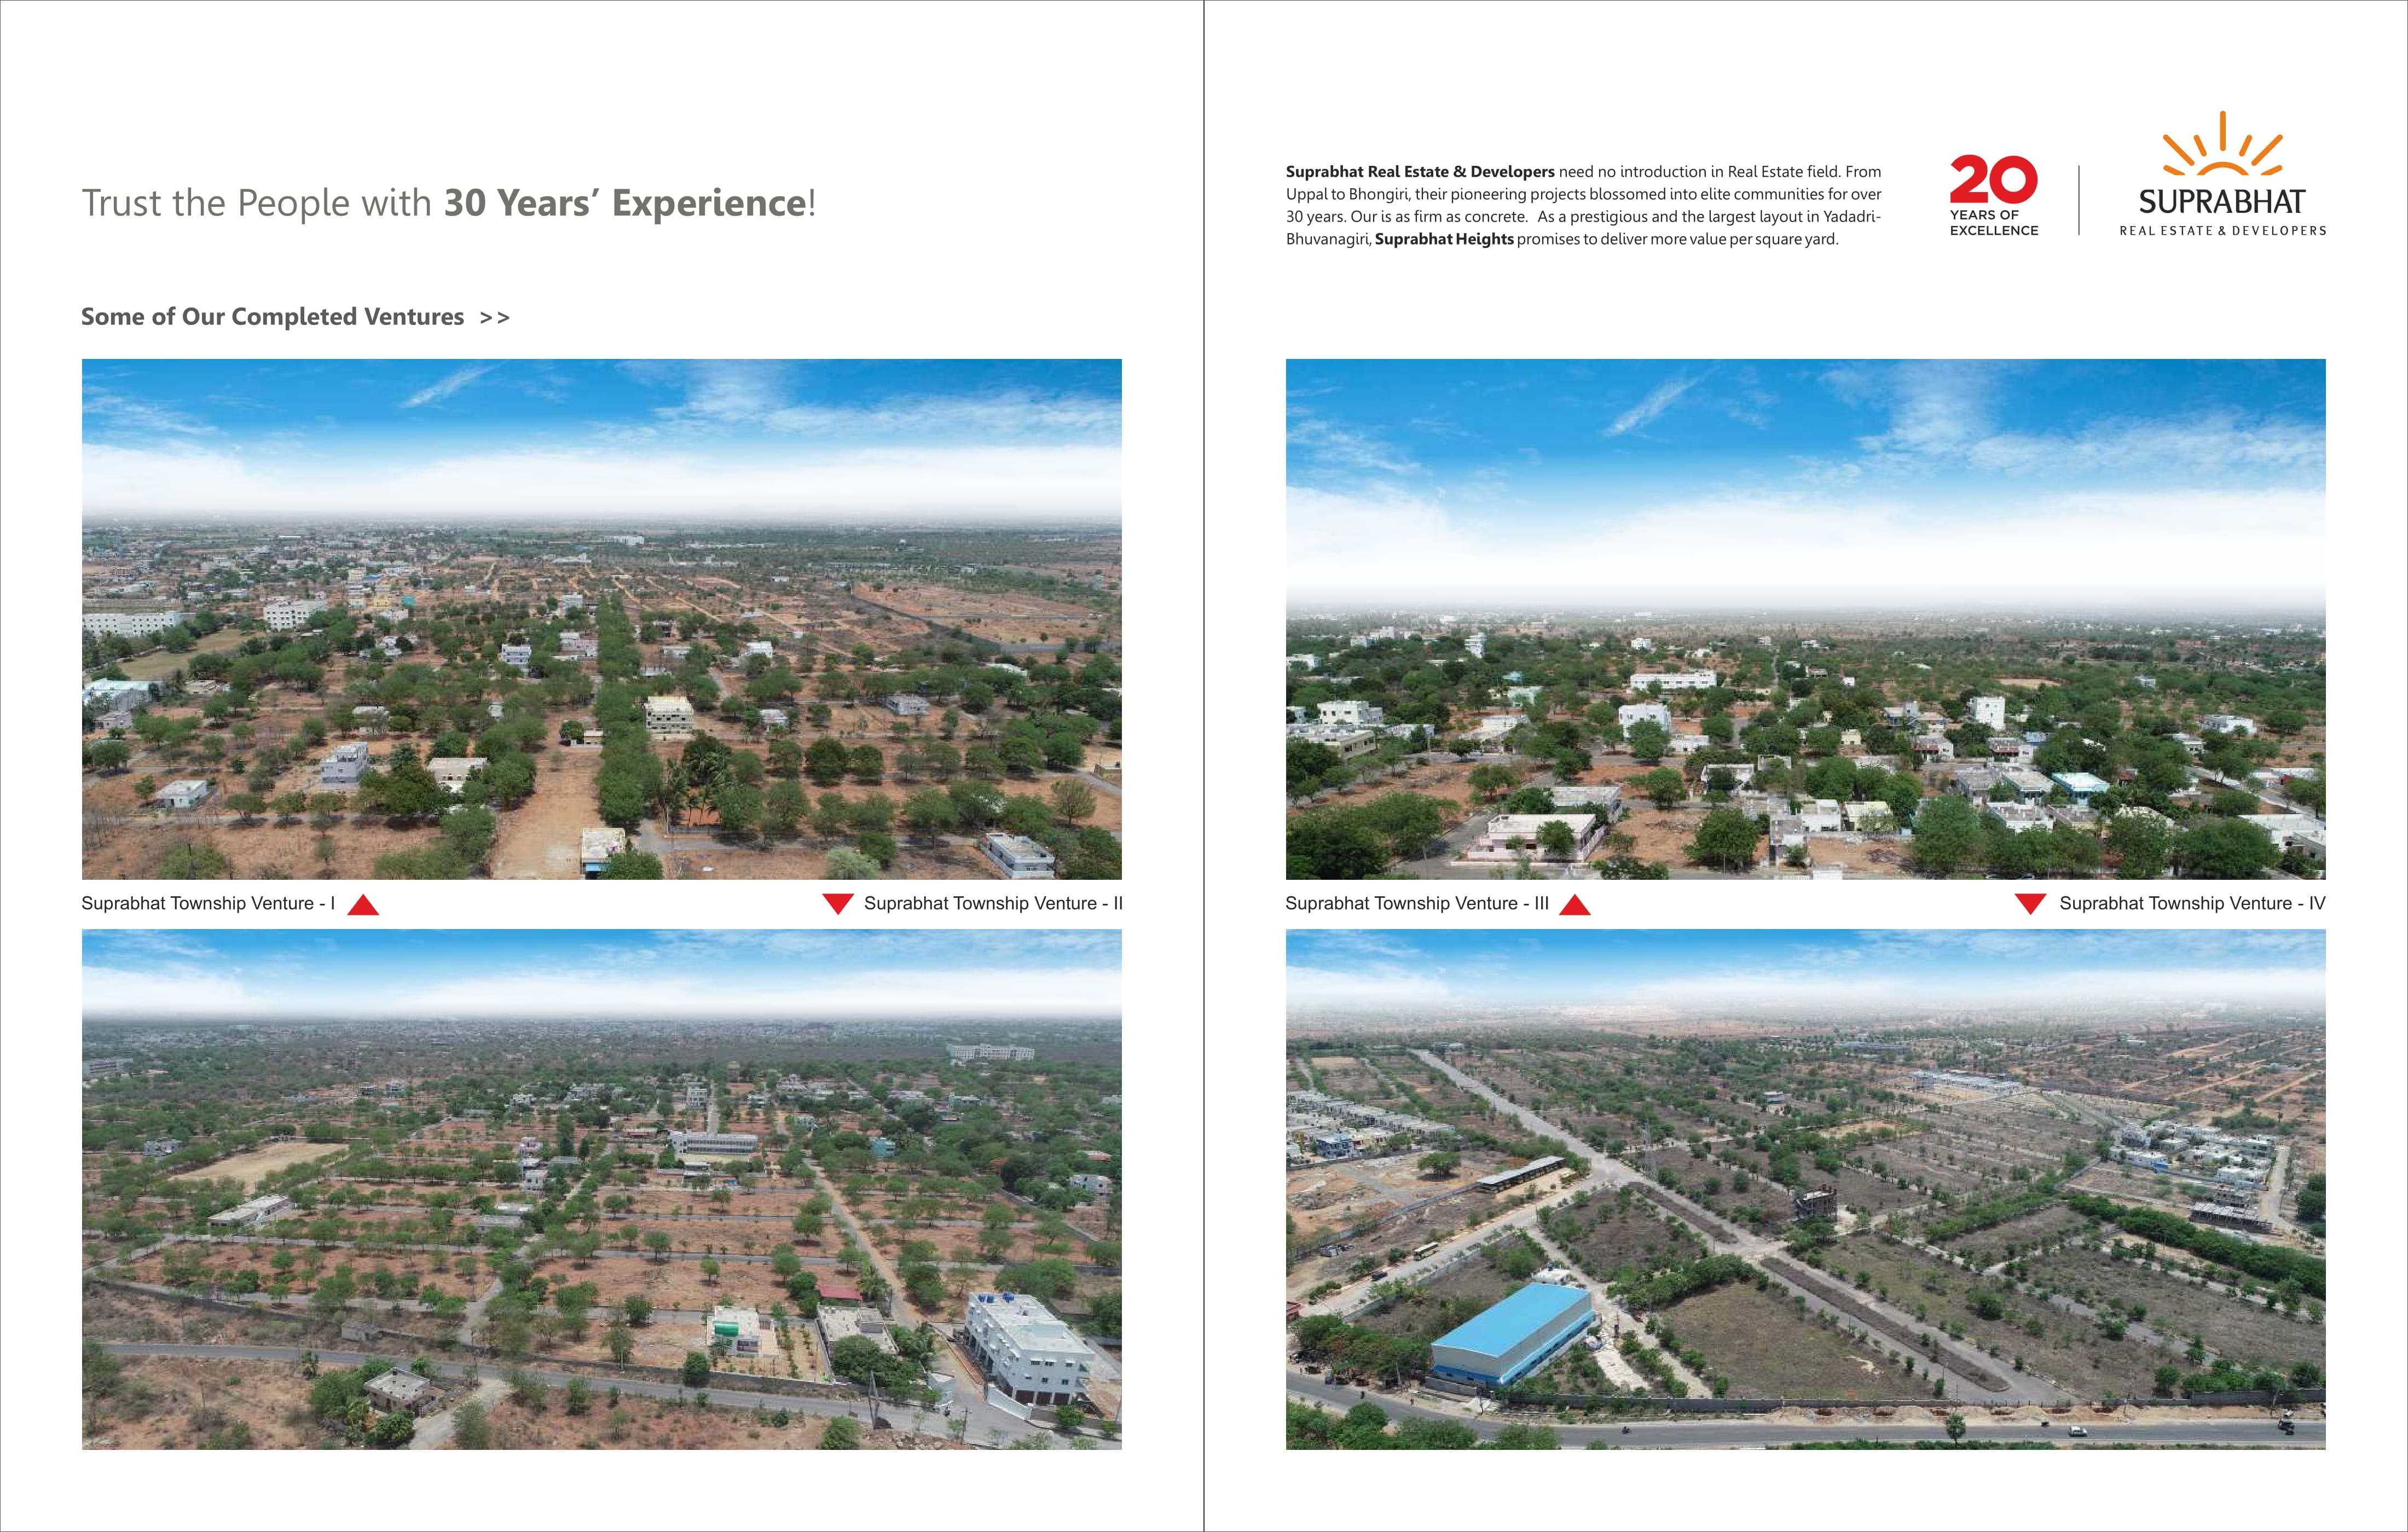 Trust the People with 30 Years’ Experience!
Some of Our Completed Ventures >>
Suprabhat Township Venture - I
Suprabhat Township Venture - II
Suprabhat Real Estate & Developers need no introduction in Real Estate field. From
Uppal to Bhongiri, their pioneering projects blossomed into elite communities for over
30 years. Our is as firm as concrete.  As a prestigious and the largest layout in Yadadri-
Bhuvanagiri, Suprabhat Heights promises to deliver more value per square yard.
20
YEARS OF
EXCELLENCE
SUPRABHAT
REAL ESTATE & DEVELOPERS
Suprabhat Township Venture - III
Suprabhat Township Venture - IV